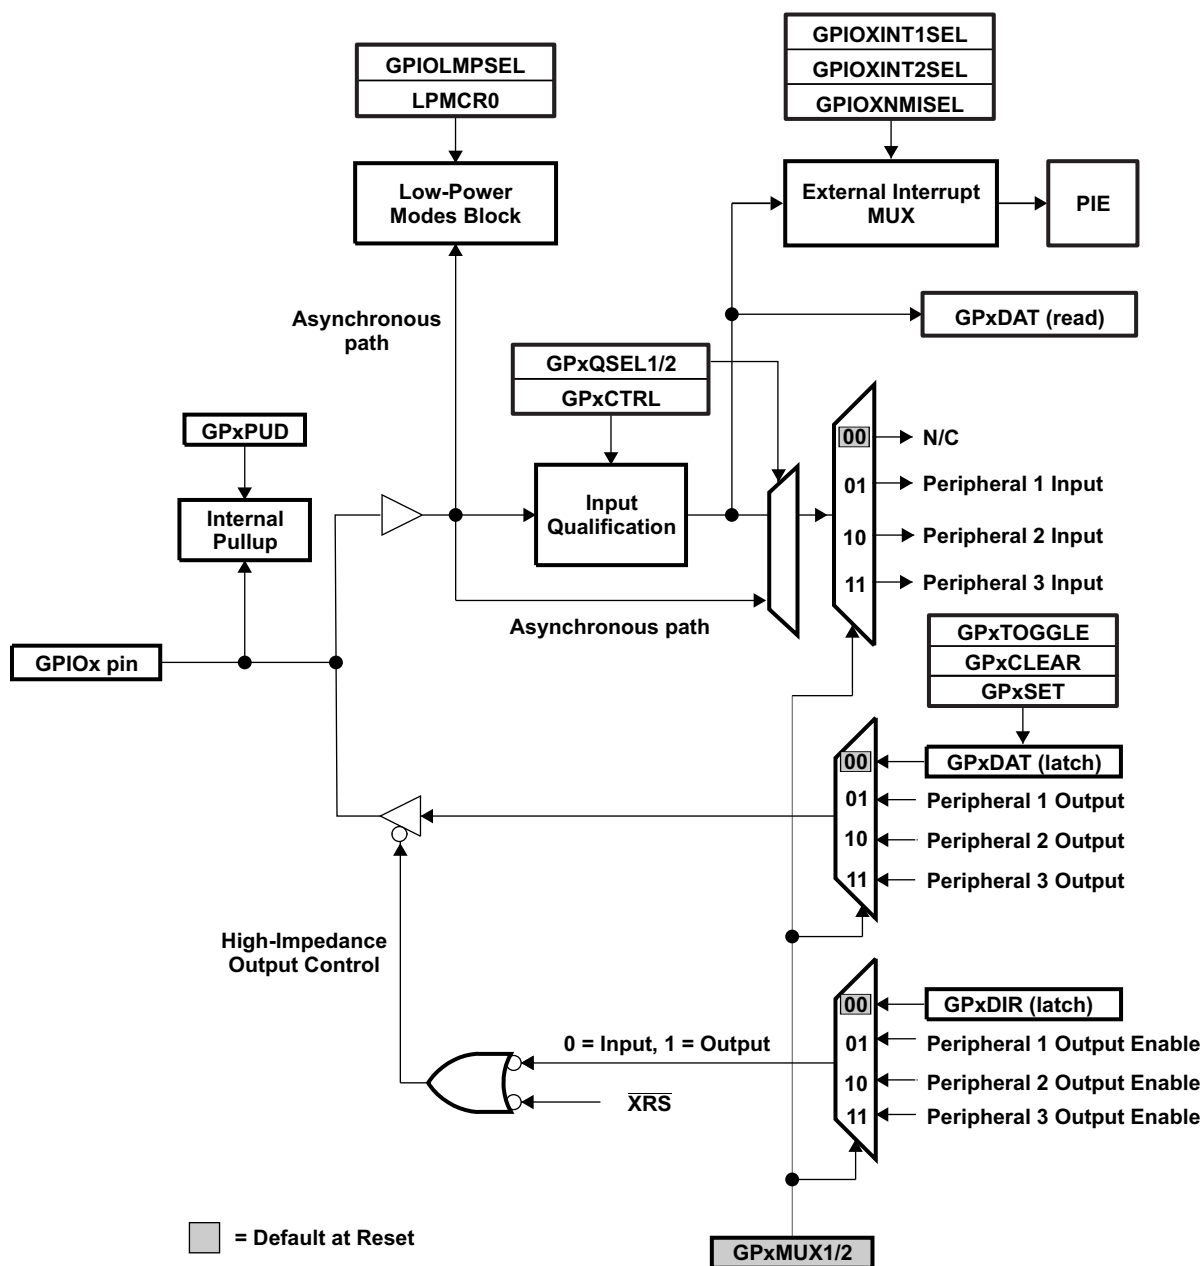 GPIOXINT1SEL
GPIOXINT2SEL
GPIOXNMISEL
GPIOLMPSEL
LPMCR0
Low-Power
Modes Block
External Interrupt
MUX
PIE
Asynchronous
path
GPxDAT (read)
GPxQSEL1/2
GPxCTRL
GPxPUD
Internal
Pullup
Input
Qualification
00
N/C
01
Peripheral 1 Input
10
Peripheral 2 Input
11
Peripheral 3 Input
Asynchronous path
GPIOx pin
GPxTOGGLE
GPxCLEAR
GPxSET
00
GPxDAT (latch)
01
Peripheral 1 Output
10
Peripheral 2 Output
11
Peripheral 3 Output
High-Impedance
Output Control
00
GPxDIR (latch)
0 = Input, 1 = Output
01
Peripheral 1 Output Enable
10
Peripheral 2 Output Enable
XRS
11
Peripheral 3 Output Enable
= Default at Reset
GPxMUX1/2